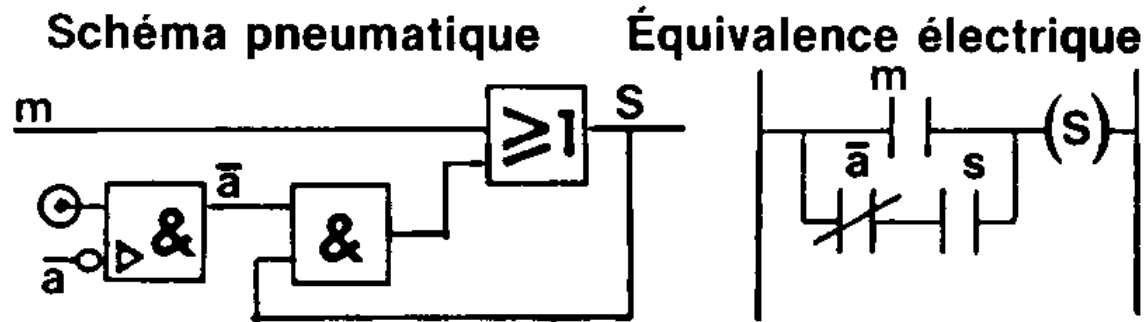 Schéma pneumatique
Équivalence électrique
m
≥1
S
a̅
&
&
a̅
m
(S)
a̅
s